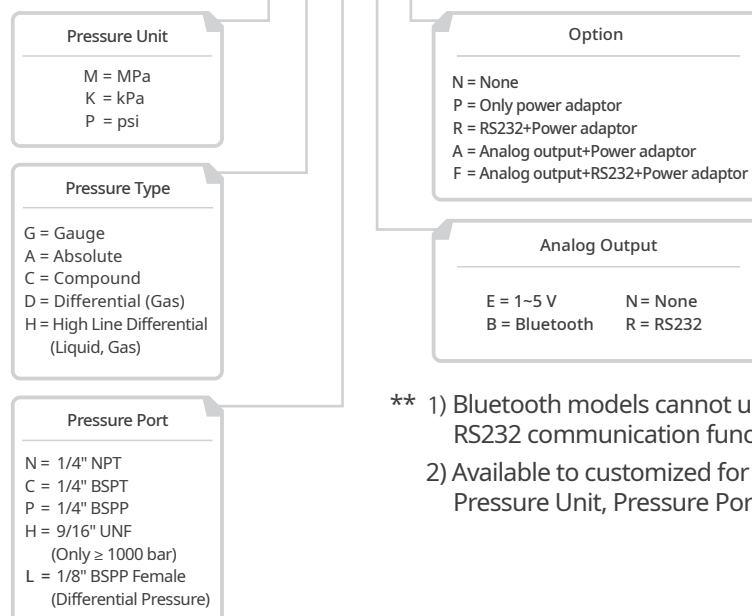 Pressure Unit
M = MPa
K = kPa
P = psi
Pressure Type
G = Gauge
A = Absolute
C = Compound
D = Differential (Gas)
H = High Line Differential
(Liquid, Gas)
Pressure Port
N = 1/4" NPT
C = 1/4" BSPT
P = 1/4" BSPP
H = 9/16" UNF
(Only ≥ 1000 bar)
L = 1/8" BSPP Female
(Differential Pressure)
Option
N = None
P = Only power adaptor
R = RS232+Power adaptor
A = Analog output+Power adaptor
F = Analog output+RS232+Power adaptor
Analog Output
E = 1~5 V N = None
B = Bluetooth R = RS232
** 1) Bluetooth models cannot
RS232 communication
2) Available to customized for
Pressure Unit, Pressure